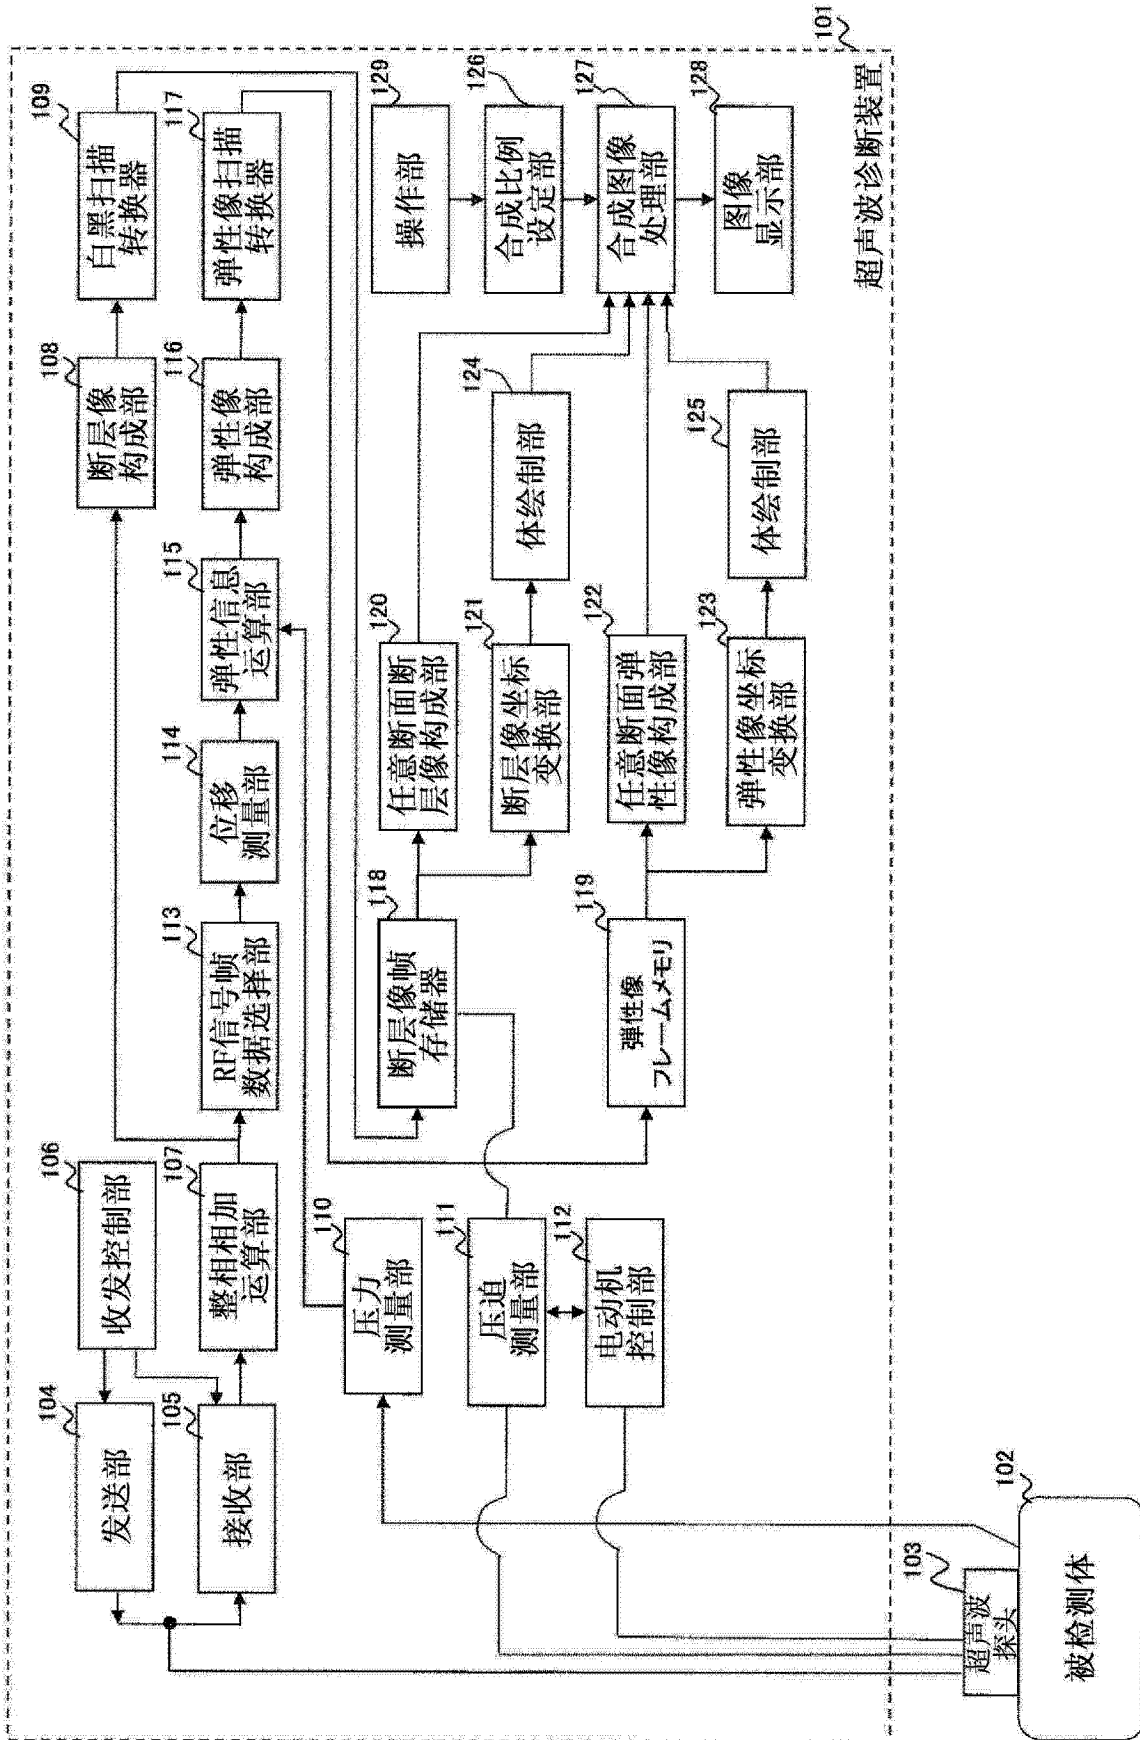 104
发送部
105
接收部
106
收发控制部
107
整相相加
运算部
113
RF信号帧
数据选择部
114
位移
测量部
115
弹性信息
运算部
108
断层像
构成部
116
弹性像
构成部
109
白黑扫描
转换器
117
弹性像扫描
转换器
110
压力
测量部
111
压迫
测量部
112
电动机
控制部
118
断层像帧
存储器
119
弹性像
フレームメモリ
120
任意断面断
层像构成部
121
断层像坐标
变换部
122
任意断面弹
性像构成部
123
弹性像坐标
变换部
124
体绘制部
125
体绘制部
129
操作部
126
合成比例
设定部
127
合成图像
处理部
128
图像
显示部
超声波诊断装置
101
103
超声波
探头
102
被检测体